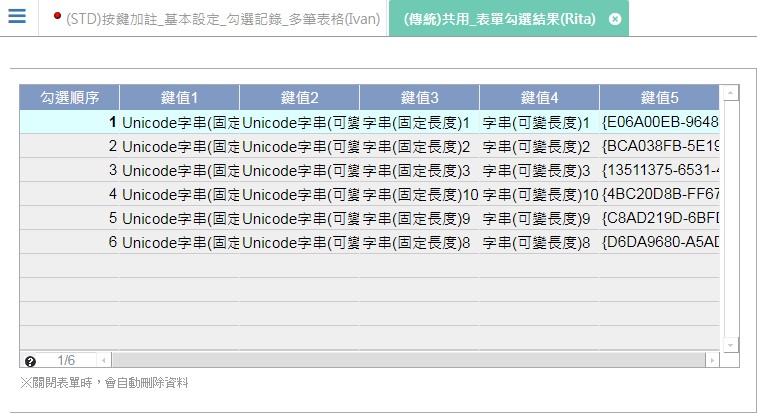 (STD)按鍵加註_基本設定_勾選記錄_多筆表格(Ivan) (傳統)共用_表單勾選結果(Rita)
勾選順序 鍵值1 鍵值2 鍵值3 鍵值4 鍵值5
1 Unicode字串(固定 Unicode字串(可變 字串(固定長度)1 字串(可變長度)1 {E06A00EB-9648
2 Unicode字串(固定 Unicode字串(可變 字串(固定長度)2 字串(可變長度)2 {BCA038FB-5E19
3 Unicode字串(固定 Unicode字串(可變 字串(固定長度)3 字串(可變長度)3 {13511375-6531-4
4 Unicode字串(固定 Unicode字串(可變 字串(固定長度)10 字串(可變長度)10 {4BC20D8B-FF67
5 Unicode字串(固定 Unicode字串(可變 字串(固定長度)9 字串(可變長度)9 {C8AD219D-6BFD
6 Unicode字串(固定 Unicode字串(可變 字串(固定長度)8 字串(可變長度)8 {D6DA9680-A5AD
? 1/6
※關閉表單時，會自動刪除資料